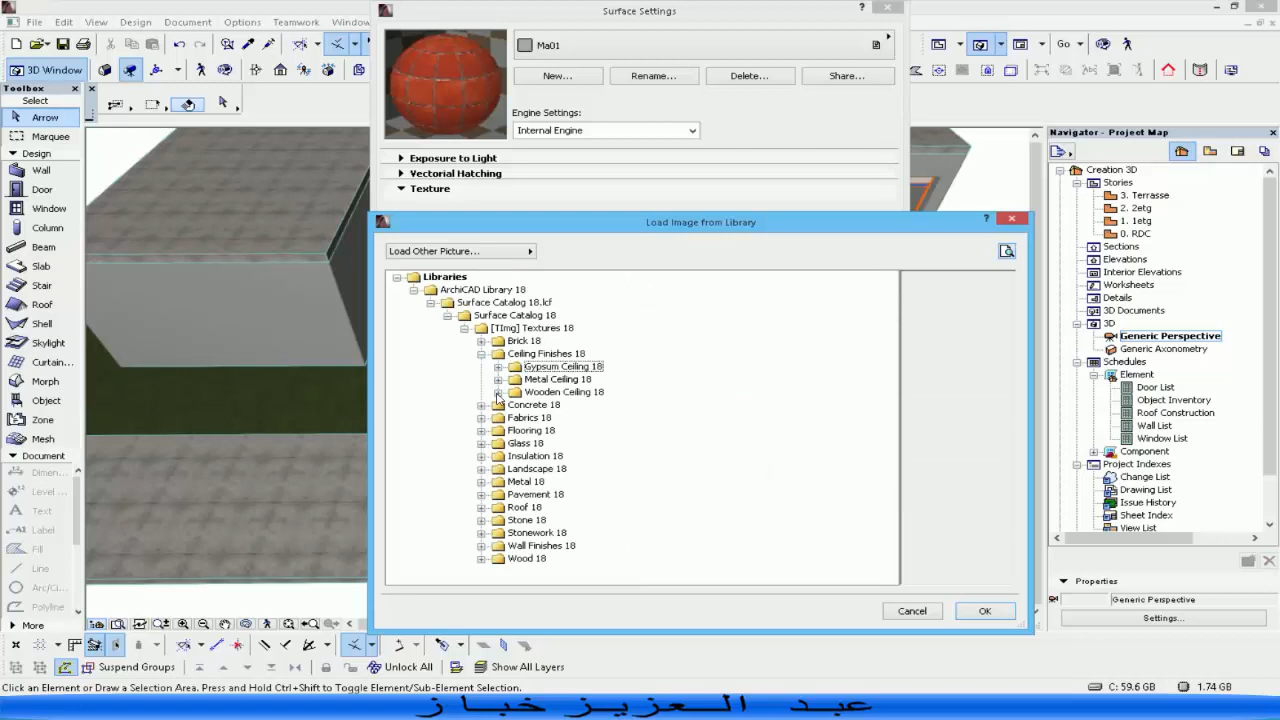 Surface Settings
File Edit View Design Document Options Teamwork Window
Ma01
3D Window
Go
Toolbox
Select
New... Rename... Delete... Share...
Arrow
Engine Settings:
Marquee
Internal Engine
Navigator - Project Map
Design
Exposure to Light
Wall
Vectorial Hatching
Creation 3D
Door
Texture
Stories
3. Terrasse
Window
2. 2etg
Load Image from Library
1. 1etg
Column
0. RDC
Beam
Load Other Picture...
Sections
Slab
Elevations
Libraries
Interior Elevations
Stair
ArchiCAD Library 18
Worksheets
Roof
Surface Catalog 18.lcf
Details
Shell
Surface Catalog 18
3D Documents
[TImg] Textures 18
3D
Skylight
Brick 18
Generic Perspective
Curtain...
Ceiling Finishes 18
Generic Axonometry
Morph
Gypsum Ceiling 18
Schedules
Metal Ceiling 18
Element
Object
Wooden Ceiling 18
Door List
Zone
Concrete 18
Object Inventory
Mesh
Fabrics 18
Roof Construction
Document
Flooring 18
Wall List
Dimen...
Glass 18
Window List
Level ...
Insulation 18
Component
Text
Landscape 18
Project Indexes
Label
Metal 18
Change List
Fill
Pavement 18
Drawing List
Line
Roof 18
Issue History
Arc/Ci...
Stone 18
Sheet Index
Polyline
Stonework 18
View List
More
Wall Finishes 18
Wood 18
Properties
Generic Perspective
Cancel OK
Settings...
Suspend Groups
Unlock All
Show All Layers
Click an Element or Draw a Selection Area. Press and Hold Ctrl+Shift to Toggle Element/Sub-Element Selection.
C: 59.6 GB 1.74 GB
عبد العزيز خباز